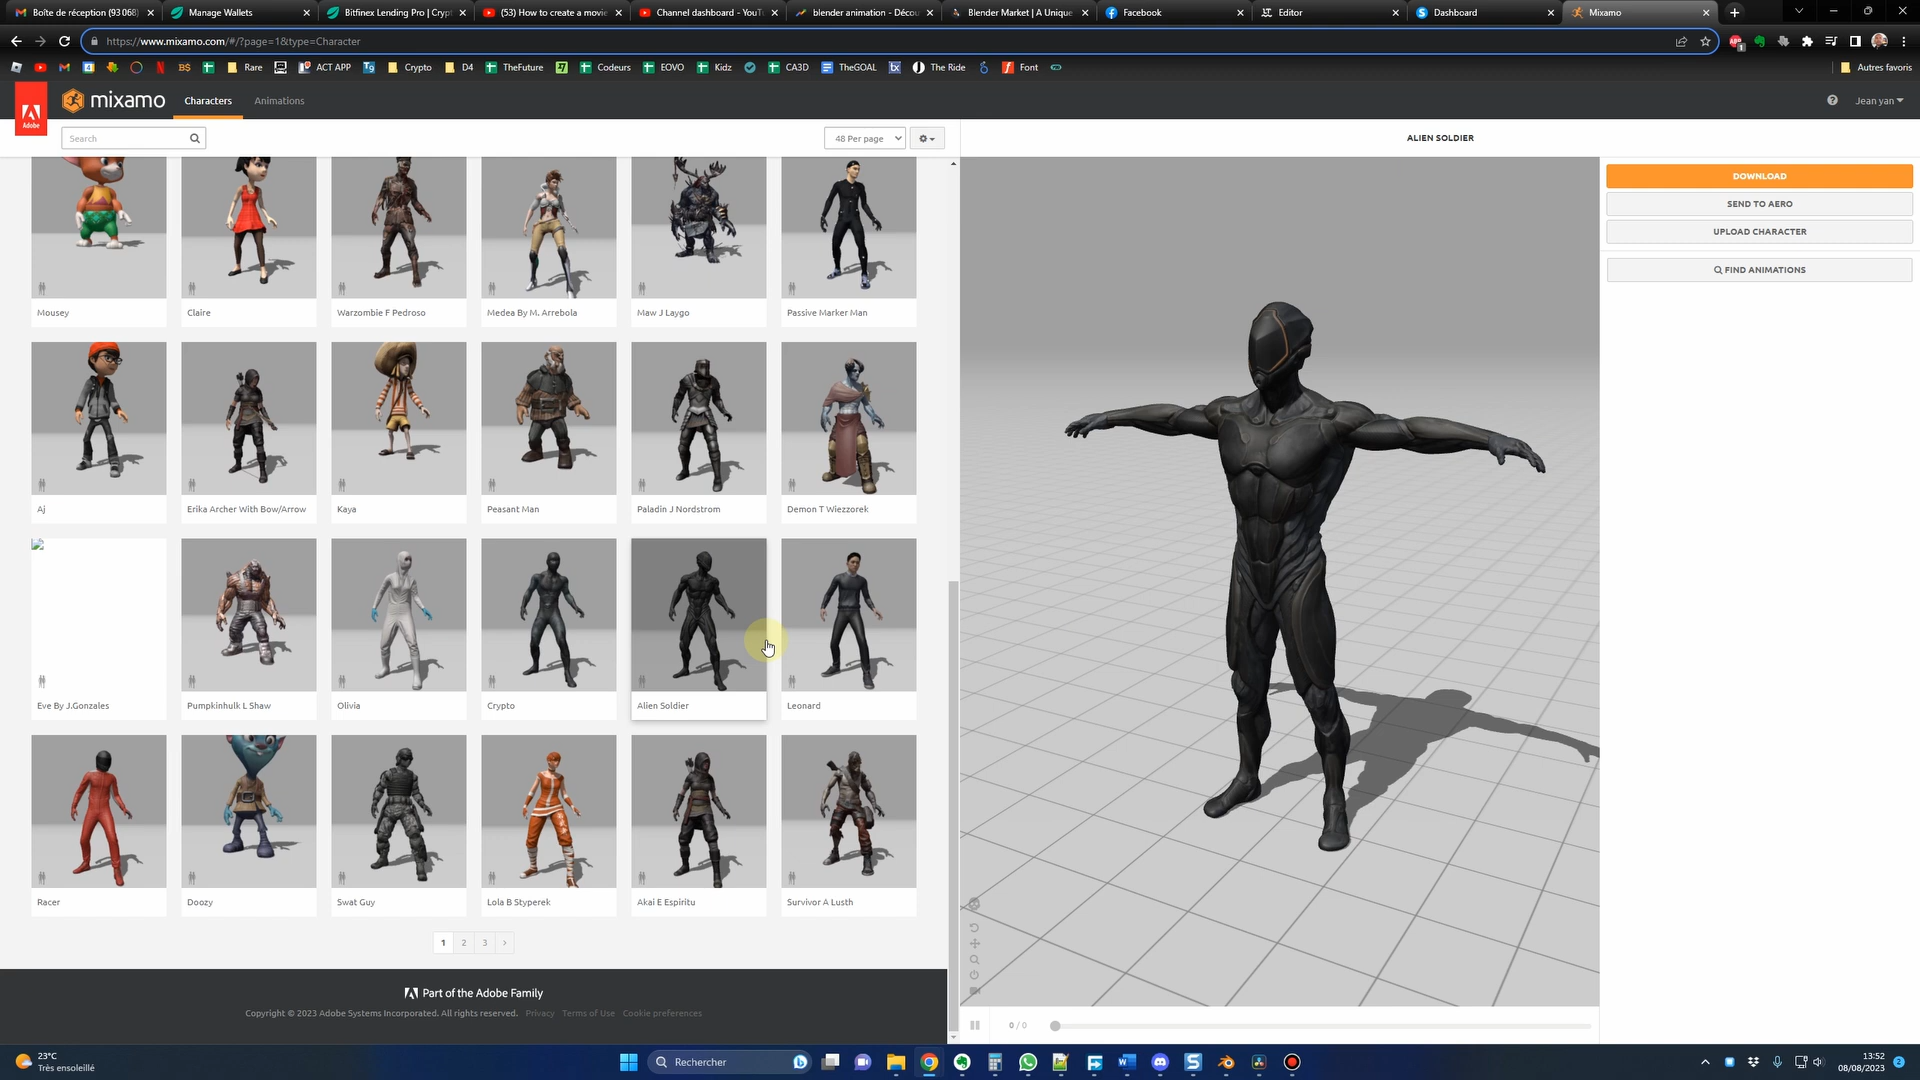 Boîte de réception (93 068)
Manage Wallets
Bitfinex Lending Pro | Crypt
(53) How to create a movie
Channel dashboard - YouTu
blender animation - Décou
Blender Market | A Unique
Facebook
Editor
Dashboard
Mixamo
https://www.mixamo.com/#/?page=1&type=Character
Rare
ACT APP
Crypto
D4
TheFuture
Codeurs
EOVO
Kidz
CA3D
TheGOAL
The Ride
Font
Autres favoris
Adobe
mixamo
Characters
Animations
Jean yan
Search
48 Per page
ALIEN SOLDIER
DOWNLOAD
SEND TO AERO
UPLOAD CHARACTER
FIND ANIMATIONS
Mousey
Claire
Warzombie F Pedroso
Medea By M. Arrebola
Maw J Laygo
Passive Marker Man
Aj
Erika Archer With Bow/Arrow
Kaya
Peasant Man
Paladin J Nordstrom
Demon T Wiezzorek
Eve By J.Gonzales
Pumpkinhulk L Shaw
Olivia
Crypto
Alien Soldier
Leonard
Racer
Doozy
Swat Guy
Lola B Styperek
Akai E Espiritu
Survivor A Lusth
1 2 3 >
Part of the Adobe Family
Copyright © 2023 Adobe Systems Incorporated. All rights reserved. Privacy Terms of Use Cookie preferences
0 / 0
23°C
Très ensoleillé
Rechercher
13:52
08/08/2023
2